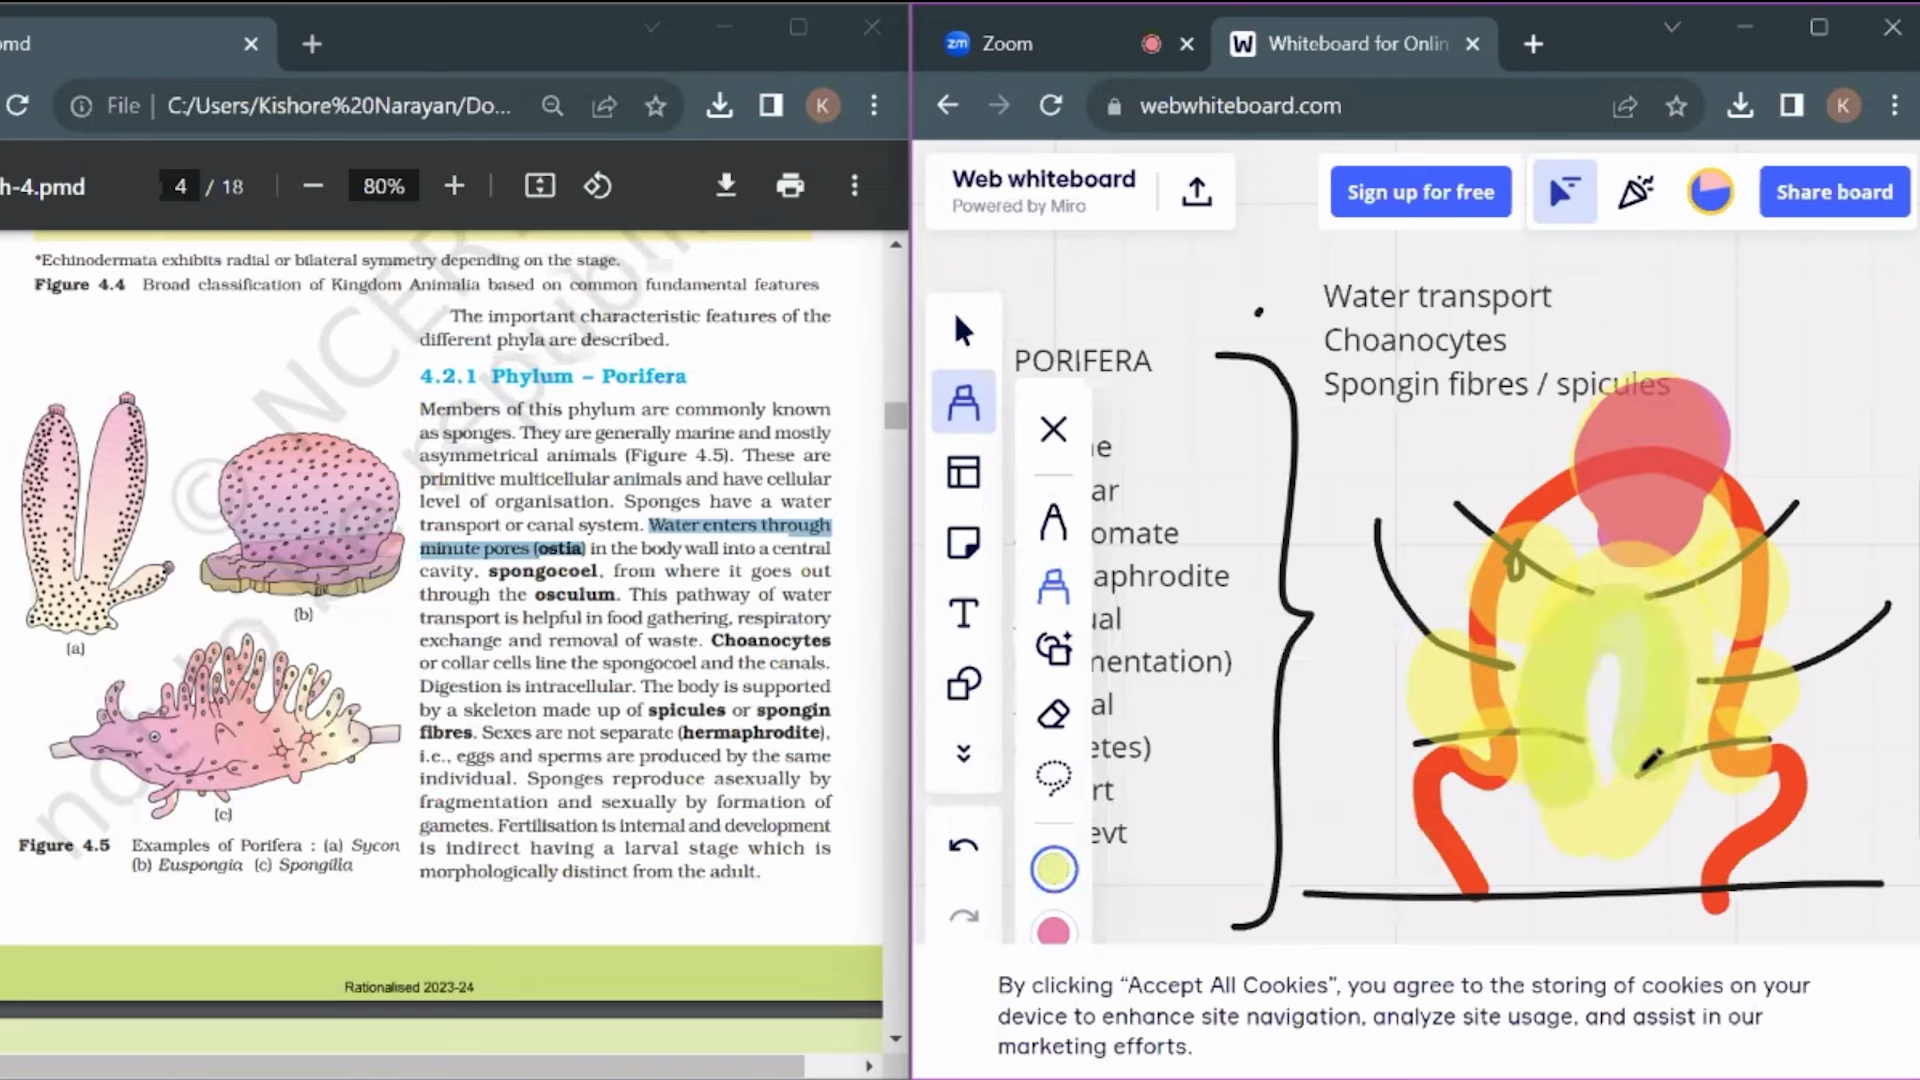 omd
File
C:/Users/Kishore%20Narayan/Do...
K
h-4.pmd
4 / 18
80%
*Echinodermata exhibits radial or bilateral symmetry depending on the stage.
Figure 4.4 Broad classification of Kingdom Animalia based on common fundamental features
The important characteristic features of the
different phyla are described.
4.2.1 Phylum – Porifera
Members of this phylum are commonly known
as sponges. They are generally marine and mostly
asymmetrical animals (Figure 4.5). These are
primitive multicellular animals and have cellular
level of organisation. Sponges have a water
transport or canal system. Water enters through
minute pores (ostia) in the body wall into a central
cavity, spongocoel, from where it goes out
through the osculum. This pathway of water
transport is helpful in food gathering, respiratory
exchange and removal of waste. Choanocytes
or collar cells line the spongocoel and the canals.
Digestion is intracellular. The body is supported
by a skeleton made up of spicules or spongin
fibres. Sexes are not separate (hermaphrodite),
i.e., eggs and sperms are produced by the same
individual. Sponges reproduce asexually by
fragmentation and sexually by formation of
gametes. Fertilisation is internal and development
is indirect having a larval stage which is
morphologically distinct from the adult.
(a)
(b)
(c)
Figure 4.5 Examples of Porifera : (a) Sycon
(b) Euspongia (c) Spongilla
© NCERT
Rationalised 2023-24
zm Zoom
W Whiteboard for Onlin
webwhiteboard.com
K
Web whiteboard
Powered by Miro
Sign up for free
Share board
Water transport
Choanocytes
Spongin fibres / spicules
PORIFERA
ne
ar
omate
aphrodite
ual
mentation)
al
etes)
rt
evt
By clicking “Accept All Cookies”, you agree to the storing of cookies on your
device to enhance site navigation, analyze site usage, and assist in our
marketing efforts.